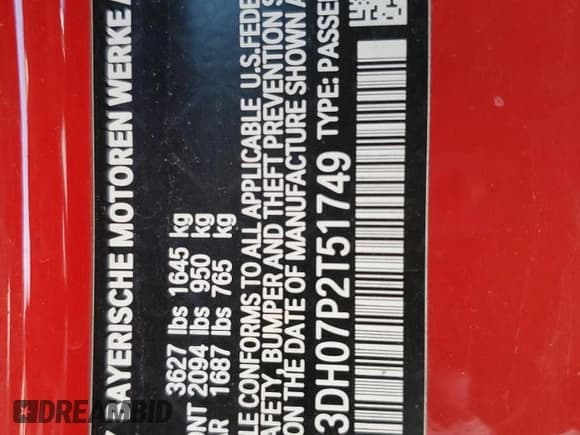 AYERISCHE MOTOREN WERKE A
3627 lbs 1645 kg
ONT 2094 lbs 950 kg
AR 1687 lbs 765 kg
LE CONFORMS TO ALL APPLICABLE U.S.FEDE
AFETY, BUMPER AND THEFT PREVENTION S
ON THE DATE OF MANUFACTURE SHOWN A
3DH07P2T51749 TYPE: PASSE
DREAMBID